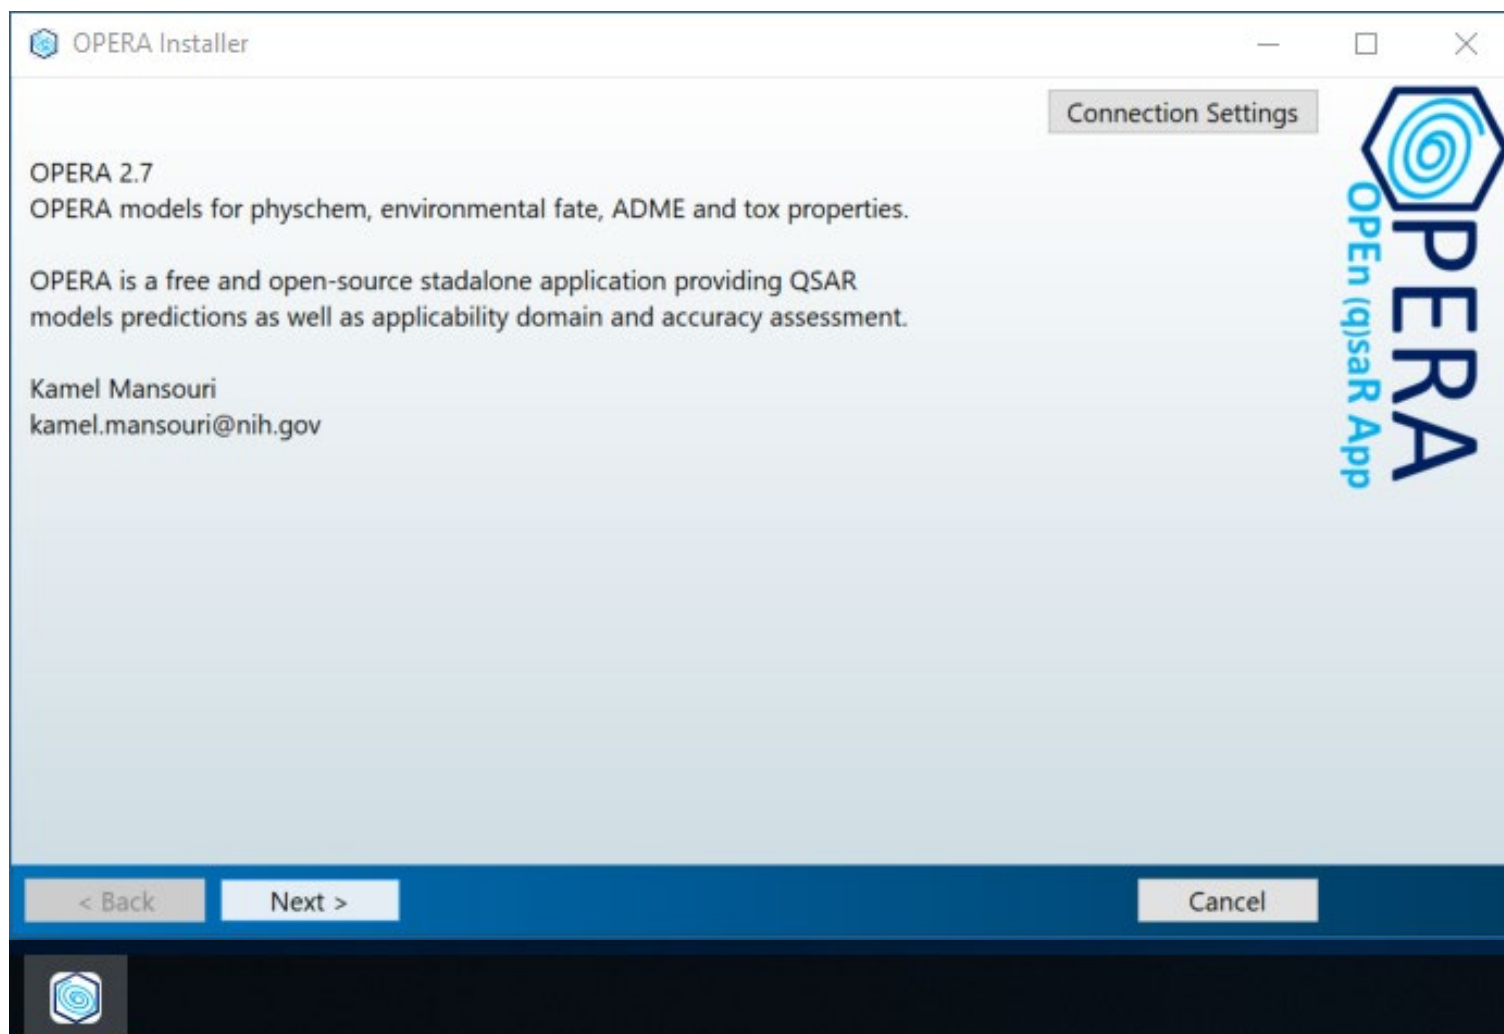 OPERA Installer
Connection Settings
OPERA 2.7
OPERA models for physchem, environmental fate, ADME and tox properties.
OPERA is a free and open-source stadalone application providing QSAR
models predictions as well as applicability domain and accuracy assessment.
Kamel Mansouri
kamel.mansouri@nih.gov
OPERA
OPEn (q)saR App
< Back
Next >
Cancel